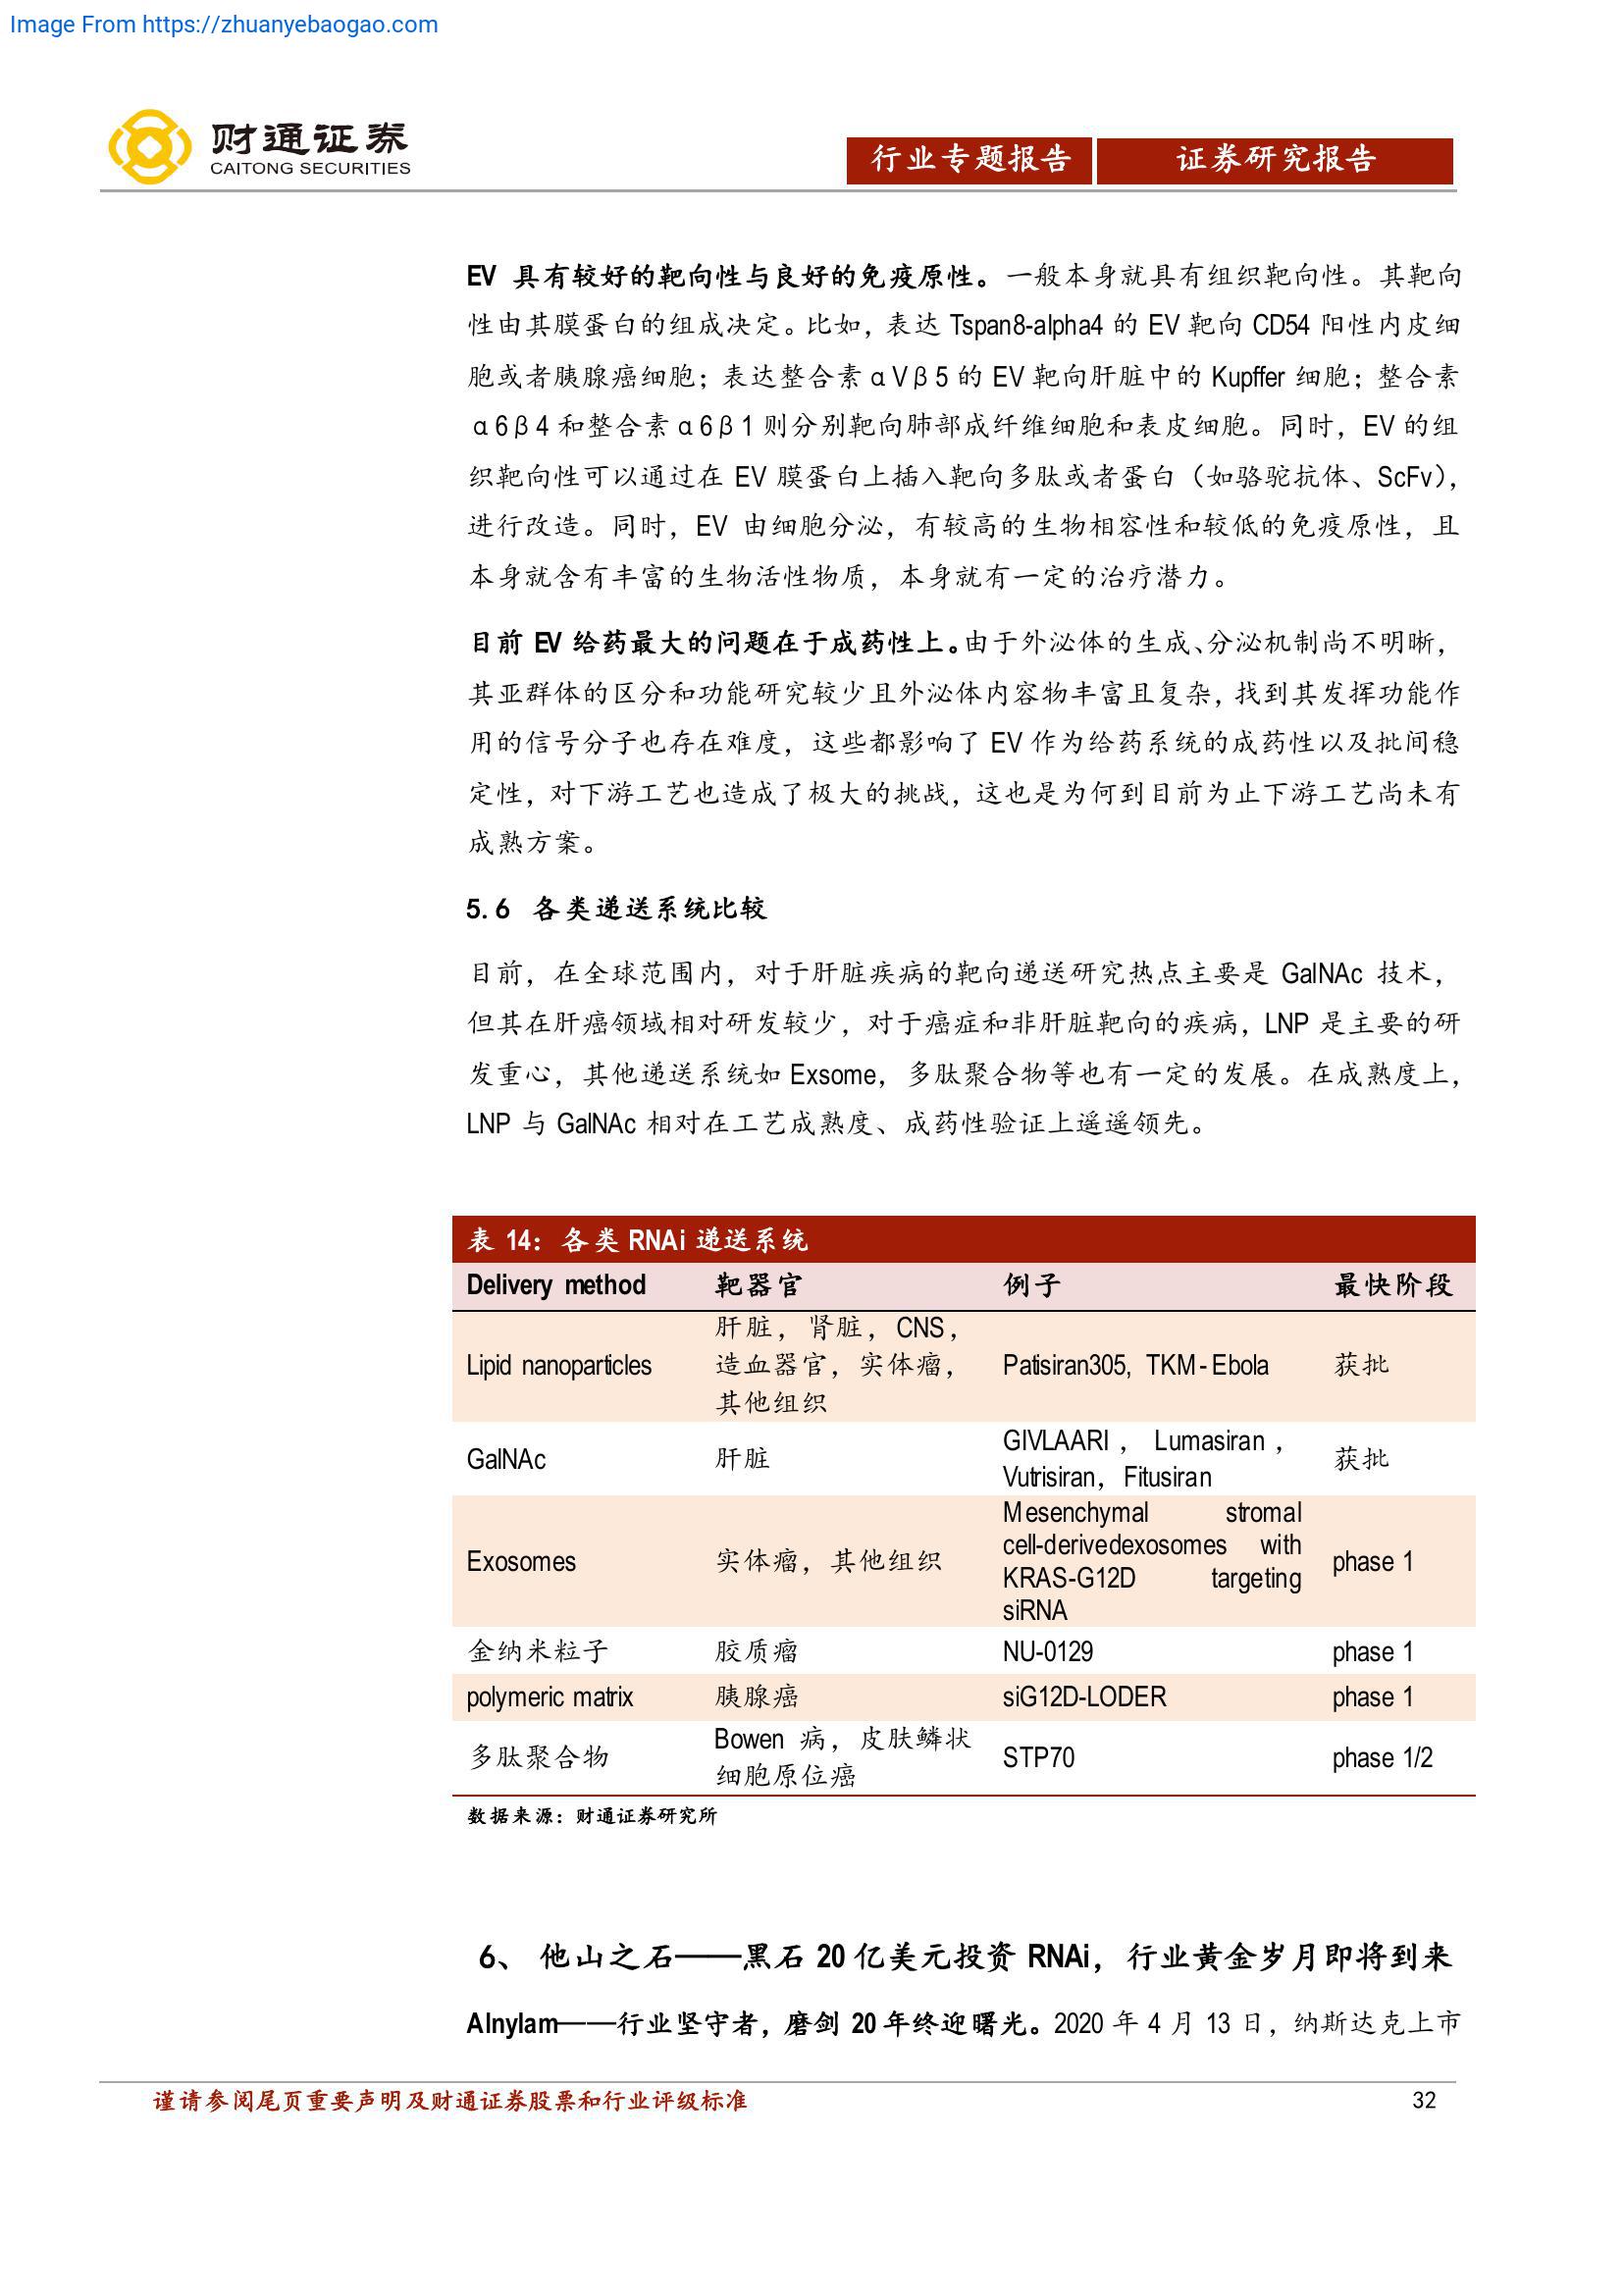 Image From https://zhuanyebaogao.com
财通证券
CAITONG SECURITIES
行业专题报告
证券研究报告
EV 具有较好的靶向性与良好的免疫原性。一般本身就具有组织靶向性。其靶向
性由其膜蛋白的组成决定。比如，表达 Tspan8-alpha4 的 EV 靶向 CD54 阳性内皮细
胞或者胰腺癌细胞；表达整合素 αVβ5 的 EV 靶向肝脏中的 Kupffer 细胞；整合素
α6β4 和整合素 α6β1 则分别靶向肺部成纤维细胞和表皮细胞。同时，EV 的组
织靶向性可以通过在 EV 膜蛋白上插入靶向多肽或者蛋白（如骆驼抗体、ScFv），
进行改造。同时，EV 由细胞分泌，有较高的生物相容性和较低的免疫原性，且
本身就含有丰富的生物活性物质，本身就有一定的治疗潜力。
目前 EV 给药最大的问题在于成药性上。由于外泌体的生成、分泌机制尚不明晰，
其亚群体的区分和功能研究较少且外泌体内容物丰富且复杂，找到其发挥功能作
用的信号分子也存在难度，这些都影响了 EV 作为给药系统的成药性以及批间稳
定性，对下游工艺也造成了极大的挑战，这也是为何到目前为止下游工艺尚未有
成熟方案。
5.6 各类递送系统比较
目前，在全球范围内，对于肝脏疾病的靶向递送研究热点主要是 GalNAc 技术，
但其在肝癌领域相对研发较少，对于癌症和非肝脏靶向的疾病，LNP 是主要的研
发重心，其他递送系统如 Exsome，多肽聚合物等也有一定的发展。在成熟度上，
LNP 与 GalNAc 相对在工艺成熟度、成药性验证上遥遥领先。
表 14：各类 RNAi 递送系统
Delivery method 靶器官 例子 最快阶段
肝脏，肾脏，CNS，
Lipid nanoparticles 造血器官，实体瘤， Patisiran305, TKM-Ebola 获批
其他组织
GalNAc 肝脏 GIVLAARI， Lumasiran， 获批
Vutrisiran，Fitusiran
Mesenchymal stromal
cell-derivedexosomes with
Exosomes 实体瘤，其他组织 KRAS-G12D targeting phase 1
siRNA
金纳米粒子 胶质瘤 NU-0129 phase 1
polymeric matrix 胰腺癌 siG12D-LODER phase 1
多肽聚合物 Bowen 病，皮肤鳞状 STP70 phase 1/2
细胞原位癌
数据来源：财通证券研究所
6、 他山之石——黑石 20 亿美元投资 RNAi，行业黄金岁月即将到来
Alnylam——行业坚守者，磨剑 20 年终迎曙光。2020 年 4 月 13 日，纳斯达克上市
谨请参阅尾页重要声明及财通证券股票和行业评级标准
32